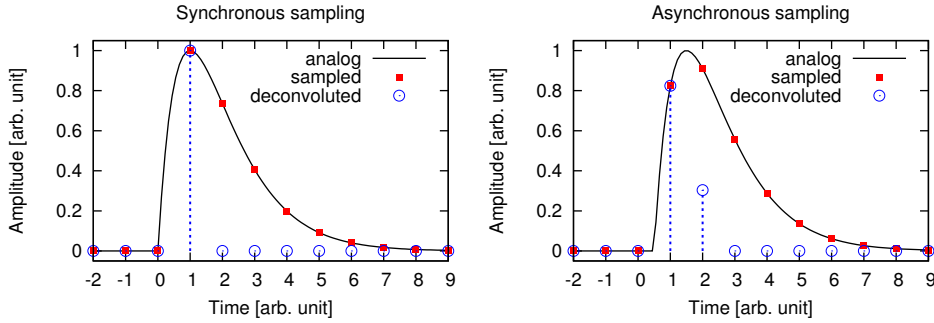 Synchronous sampling
Amplitude [arb. unit]
1
0.8
0.6
0.4
0.2
0
analog
sampled
deconvoluted
-2 -1 0 1 2 3 4 5 6 7 8 9
Time [arb. unit]
Asynchronous sampling
Amplitude [arb. unit]
1
0.8
0.6
0.4
0.2
0
analog
sampled
deconvoluted
-2 -1 0 1 2 3 4 5 6 7 8 9
Time [arb. unit]